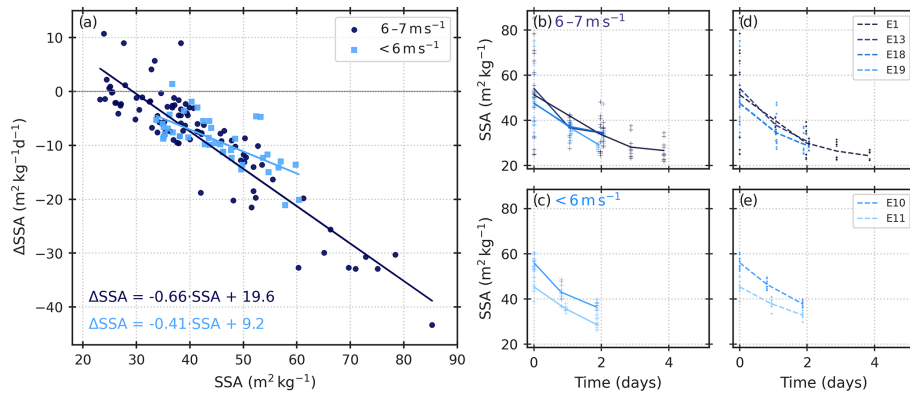 (a)
6–7 m s⁻¹
< 6 m s⁻¹
10
0
−10
−20
−30
−40
ΔSSA (m² kg⁻¹d⁻¹)
ΔSSA = -0.66·SSA + 19.6
ΔSSA = -0.41·SSA + 9.2
20 30 40 50 60 70 80 90
SSA (m² kg⁻¹)
(b) 6–7 m s⁻¹
80
60
40
20
SSA (m² kg⁻¹)
(d)
E1
E13
E18
E19
(c) < 6 m s⁻¹
80
60
40
20
SSA (m² kg⁻¹)
0 2 4
Time (days)
(e)
E10
E11
0 2 4
Time (days)